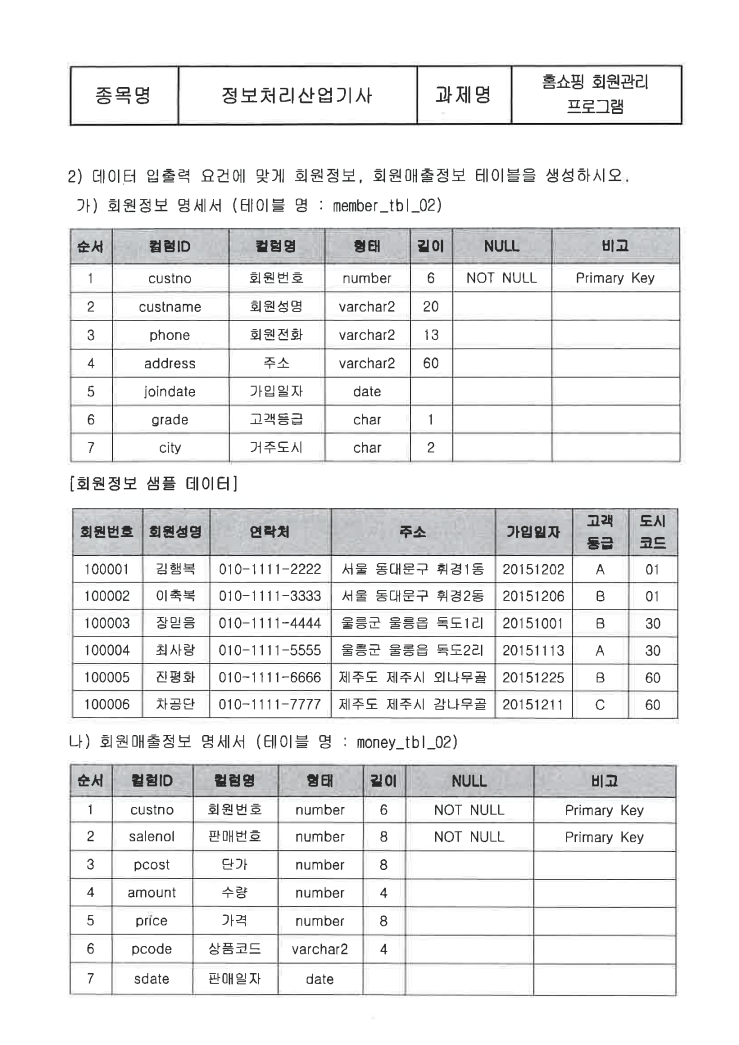 종목명 정보처리산업기사 과제명 홈쇼핑 회원관리
프로그램
2) 데이터 입출력 요건에 맞게 회원정보, 회원매출정보 테이블을 생성하시오.
가) 회원정보 명세서 (테이블 명 : member_tbl_02)
순서 컬럼ID 컬럼명 형태 길이 NULL 비고
1 custno 회원번호 number 6 NOT NULL Primary Key
2 custname 회원성명 varchar2 20
3 phone 회원전화 varchar2 13
4 address 주소 varchar2 60
5 joindate 가입일자 date
6 grade 고객등급 char 1
7 city 거주도시 char 2
[회원정보 샘플 데이터]
회원번호 회원성명 연락처 주소 가입일자 고객등급 도시코드
100001 김행복 010-1111-2222 서울 동대문구 휘경1동 20151202 A 01
100002 이축복 010-1111-3333 서울 동대문구 휘경2동 20151206 B 01
100003 장믿음 010-1111-4444 울릉군 울릉읍 독도1리 20151001 B 30
100004 최사랑 010-1111-5555 울릉군 울릉읍 독도2리 20151113 A 30
100005 진평화 010-1111-6666 제주도 제주시 외나무골 20151225 B 60
100006 차공단 010-1111-7777 제주도 제주시 감나무골 20151211 C 60
나) 회원매출정보 명세서 (테이블 명 : money_tbl_02)
순서 컬럼ID 컬럼명 형태 길이 NULL 비고
1 custno 회원번호 number 6 NOT NULL Primary Key
2 salenol 판매번호 number 8 NOT NULL Primary Key
3 pcost 단가 number 8
4 amount 수량 number 4
5 price 가격 number 8
6 pcode 상품코드 varchar2 4
7 sdate 판매일자 date